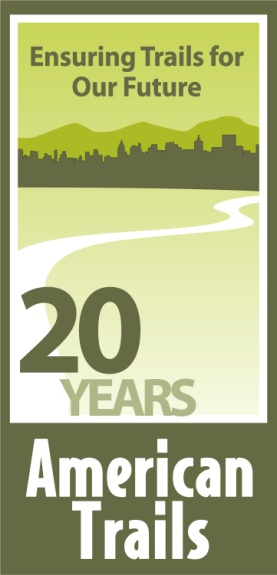 Ensuring Trails for
Our Future
20
YEARS
American
Trails